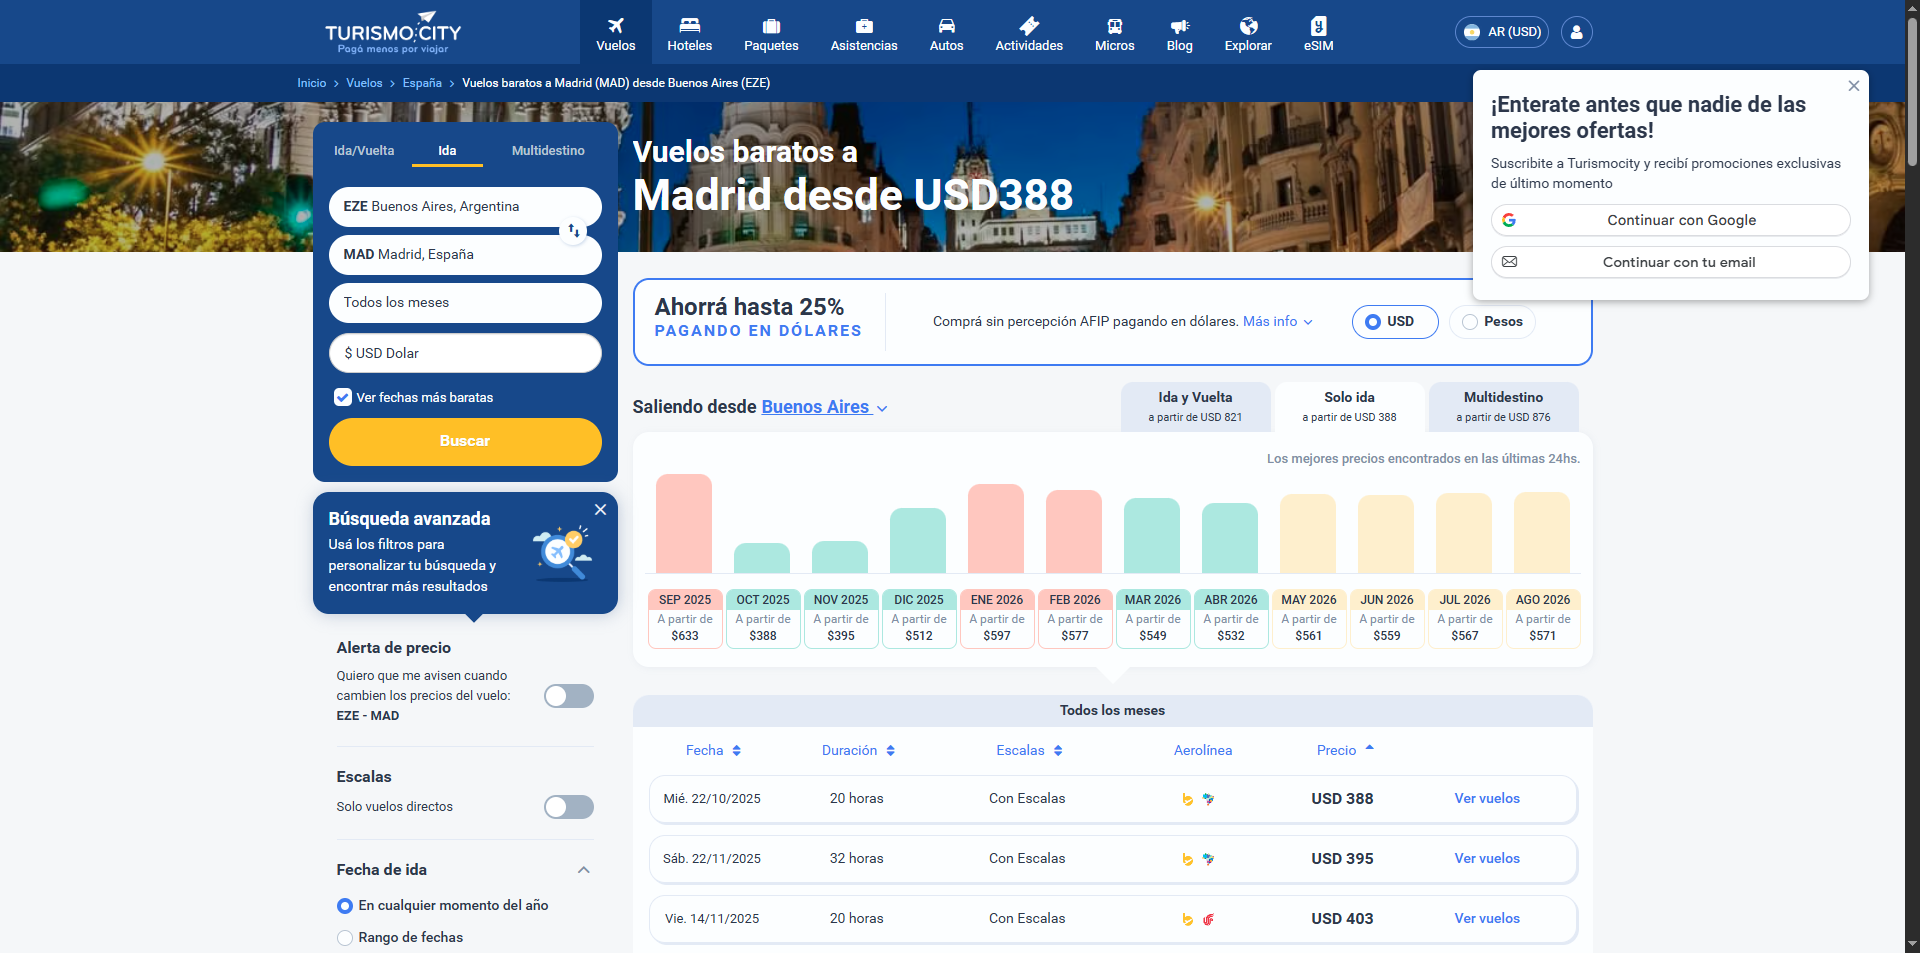 TURISMOCITY
Pagá menos por viajar
Vuelos
Hoteles
Paquetes
Asistencias
Autos
Actividades
Micros
Blog
Explorar
eSIM
AR (USD)
Inicio > Vuelos > España > Vuelos baratos a Madrid (MAD) desde Buenos Aires (EZE)
¡Enterate antes que nadie de las
mejores ofertas!
Suscribite a Turismocity y recibí promociones exclusivas
de último momento
Continuar con Google
Continuar con tu email
Ida/Vuelta
Ida
Multidestino
EZE Buenos Aires, Argentina
MAD Madrid, España
Todos los meses
$ USD Dolar
Ver fechas más baratas
Buscar
Búsqueda avanzada
Usá los filtros para
personalizar tu búsqueda y
encontrar más resultados
Alerta de precio
Quiero que me avisen cuando
cambien los precios del vuelo:
EZE - MAD
Escalas
Solo vuelos directos
Fecha de ida
En cualquier momento del año
Rango de fechas
Vuelos baratos a
Madrid desde USD388
Ahorrá hasta 25%
PAGANDO EN DÓLARES
Comprá sin percepción AFIP pagando en dólares. Más info
USD
Pesos
Saliendo desde Buenos Aires
Ida y Vuelta
a partir de USD 821
Solo ida
a partir de USD 388
Multidestino
a partir de USD 876
Los mejores precios encontrados en las últimas 24hs.
SEP 2025
A partir de
$633
OCT 2025
A partir de
$388
NOV 2025
A partir de
$395
DIC 2025
A partir de
$512
ENE 2026
A partir de
$597
FEB 2026
A partir de
$577
MAR 2026
A partir de
$549
ABR 2026
A partir de
$532
MAY 2026
A partir de
$561
JUN 2026
A partir de
$559
JUL 2026
A partir de
$567
AGO 2026
A partir de
$571
Todos los meses
Fecha Duración Escalas Aerolínea Precio
Mié. 22/10/2025 20 horas Con Escalas USD 388 Ver vuelos
Sáb. 22/11/2025 32 horas Con Escalas USD 395 Ver vuelos
Vie. 14/11/2025 20 horas Con Escalas USD 403 Ver vuelos